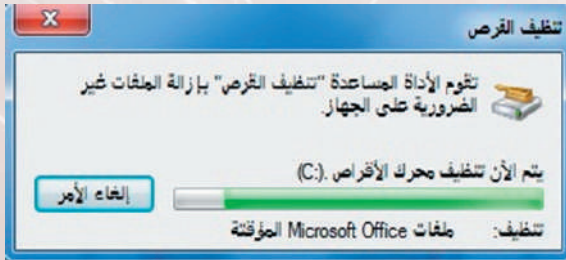 تنظيف القرص
تقوم الأداة المساعدة "تنظيف القرص" بإزالة الملفات غير
الضرورية على الجهاز.
يتم الآن تنظيف محرك الأقراص .(C:)
إلغاء الأمر
تنظيف: ملفات Microsoft Office المؤقتة